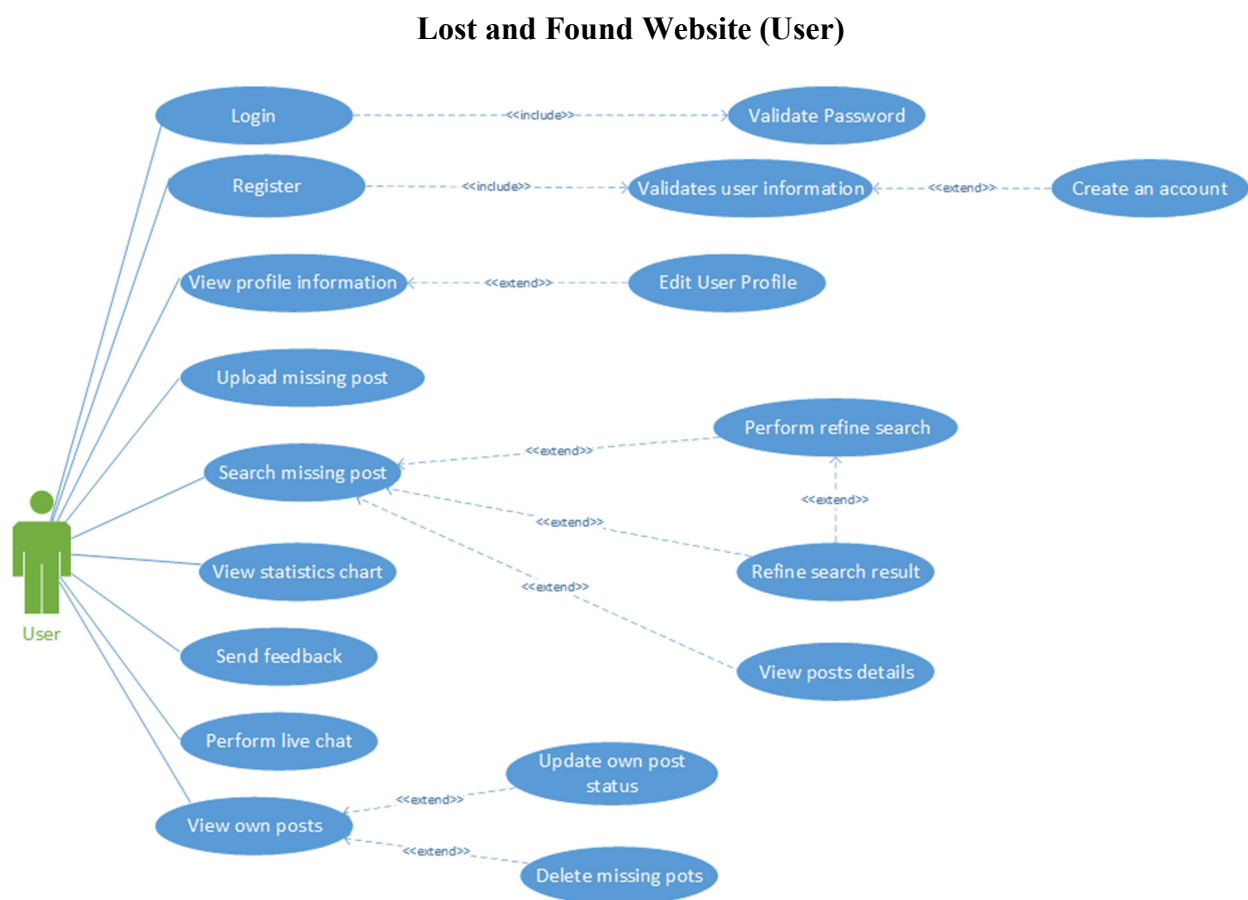 Lost and Found Website (User)
Login
<<include>>
Validate Password
Register
<<include>>
Validates user information
<<extend>>
Create an account
View profile information
<<extend>>
Edit User Profile
Upload missing post
Perform refine search
<<extend>>
Search missing post
<<extend>>
<<extend>>
View statistics chart
Refine search result
<<extend>>
User
Send feedback
View posts details
Perform live chat
Update own post
status
<<extend>>
View own posts
<<extend>>
Delete missing pots